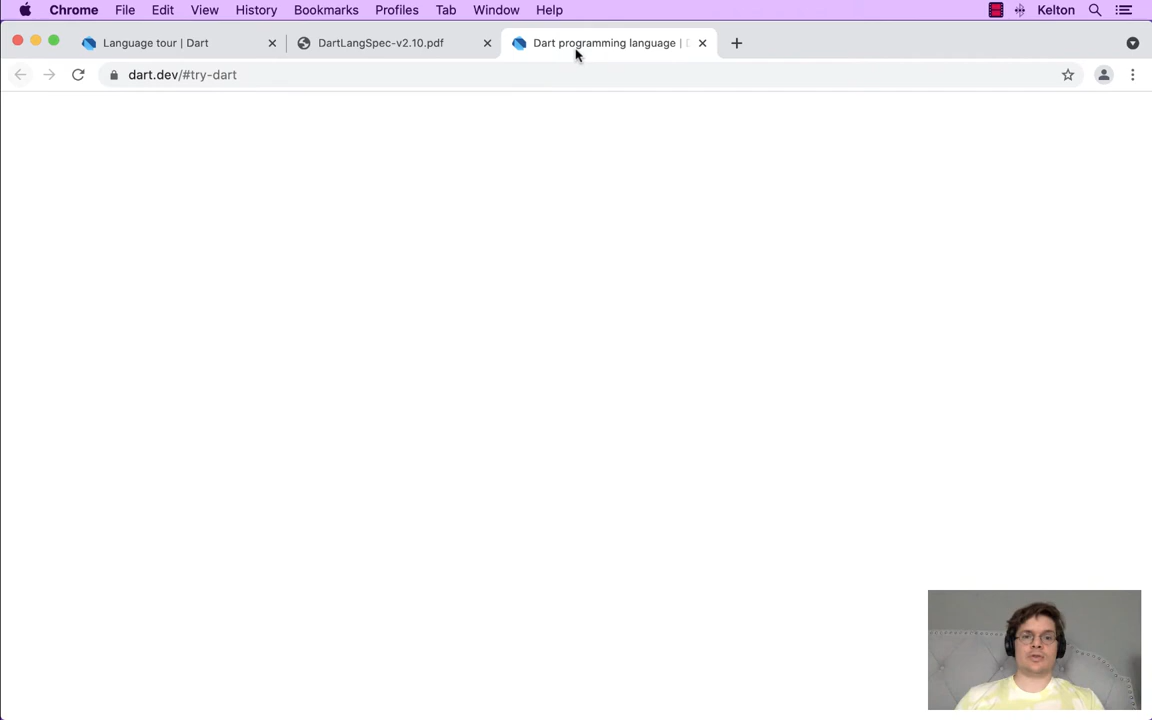 Chrome File Edit View History Bookmarks Profiles Tab Window Help Kelton
Language tour | Dart DartLangSpec-v2.10.pdf Dart programming language |
dart.dev/#try-dart